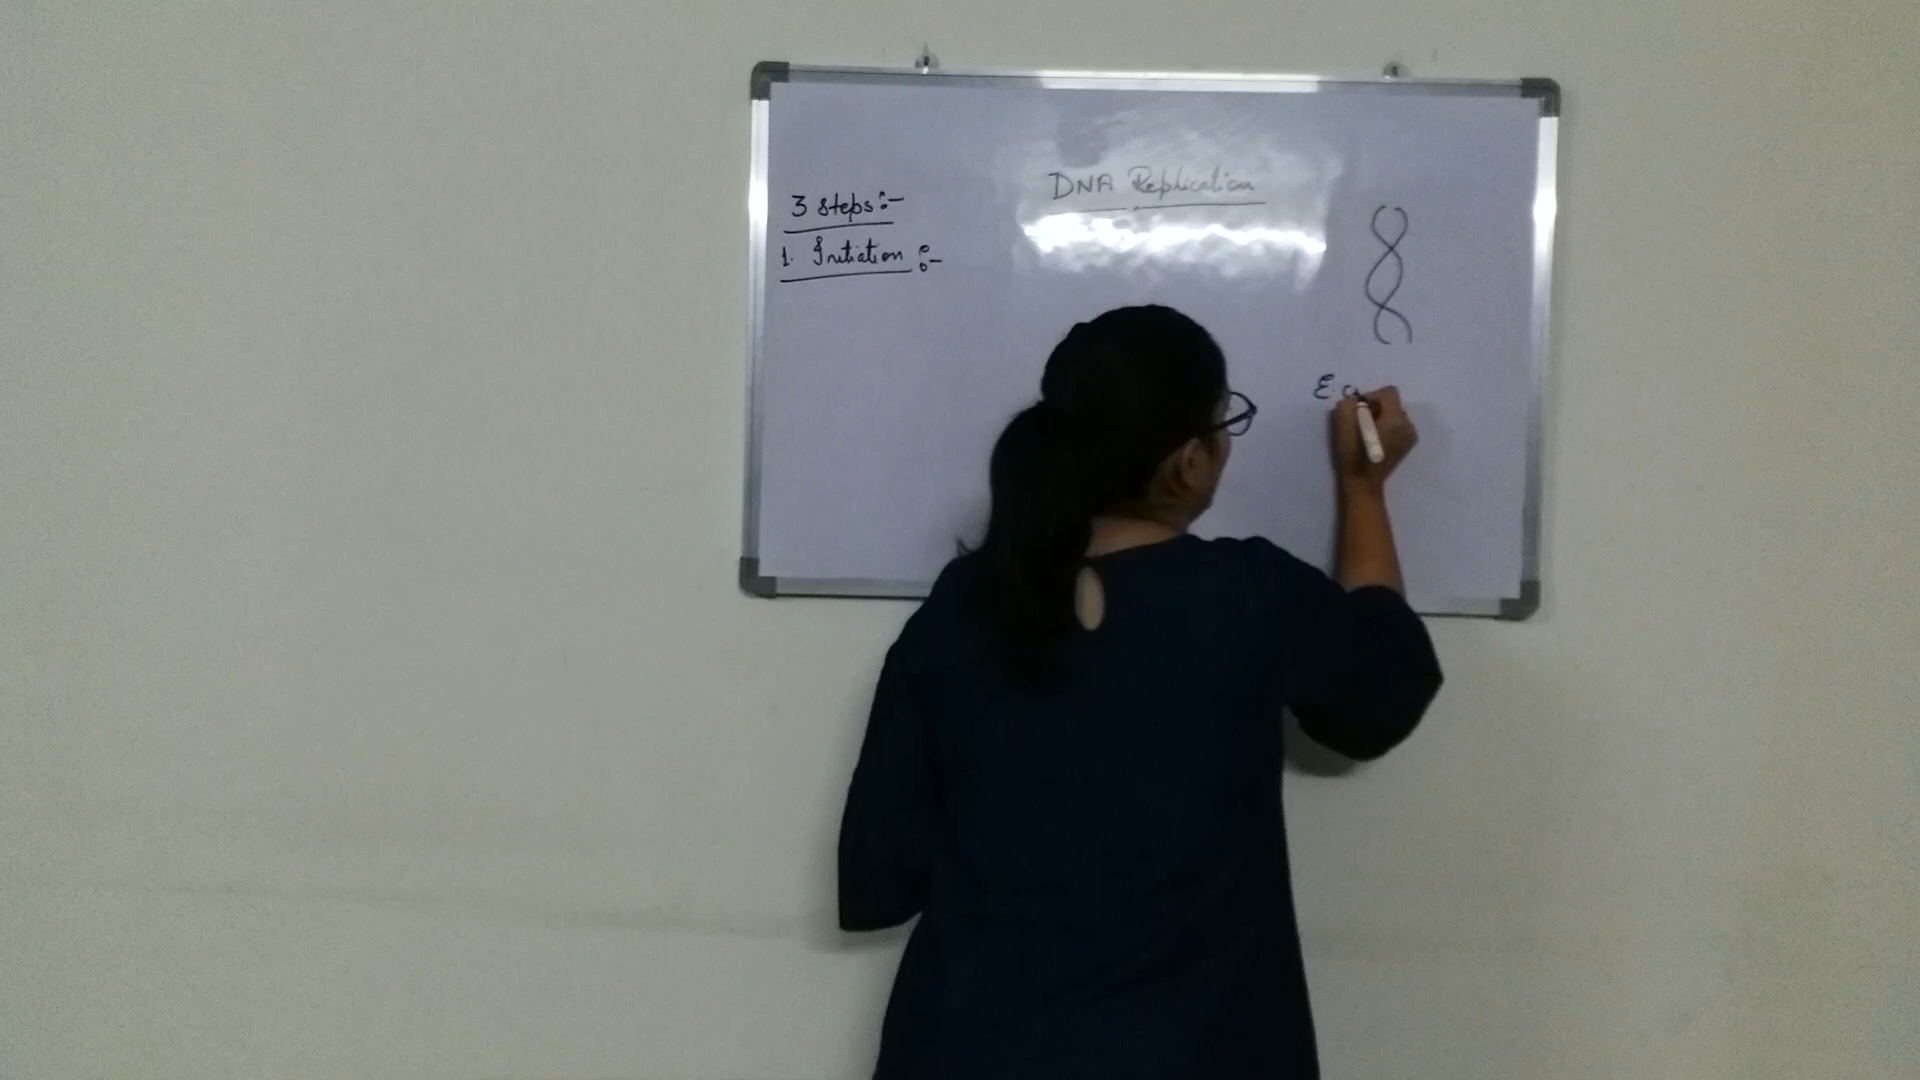 DNA Replication
3 steps:-
1. Initiation :-
E. c